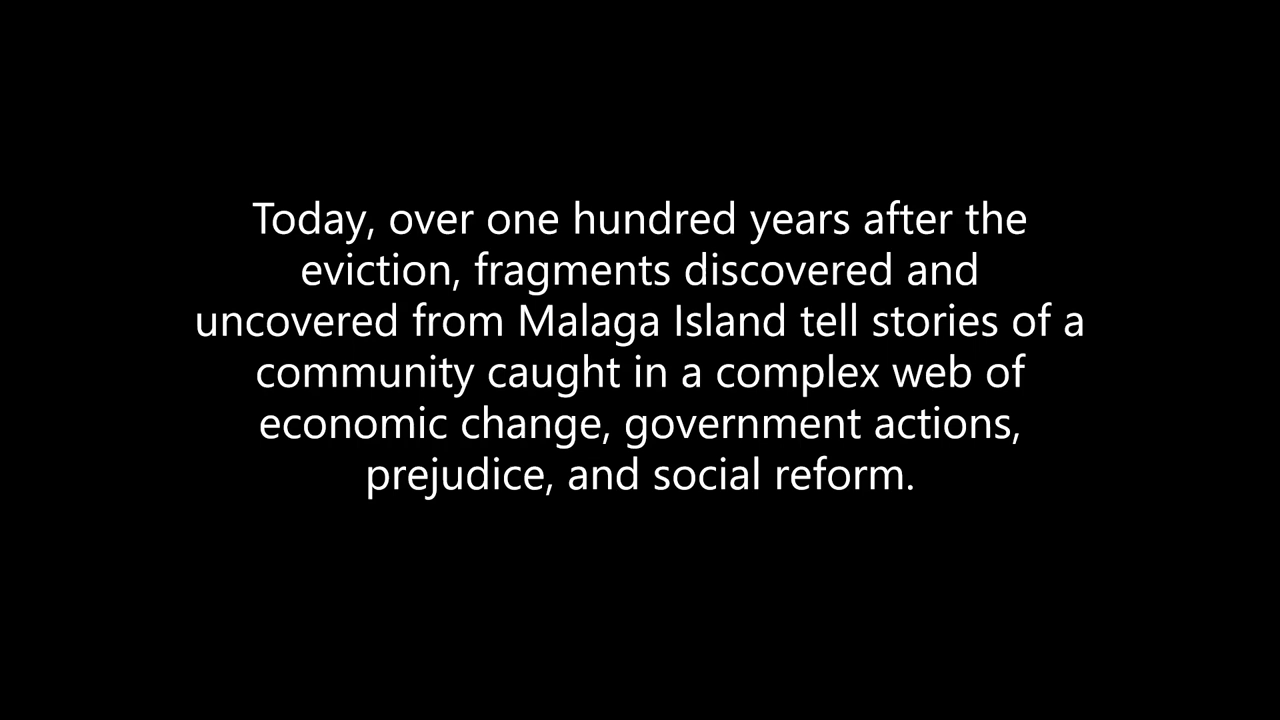 Today, over one hundred years after the
eviction, fragments discovered and
uncovered from Malaga Island tell stories of a
community caught in a complex web of
economic change, government actions,
prejudice, and social reform.